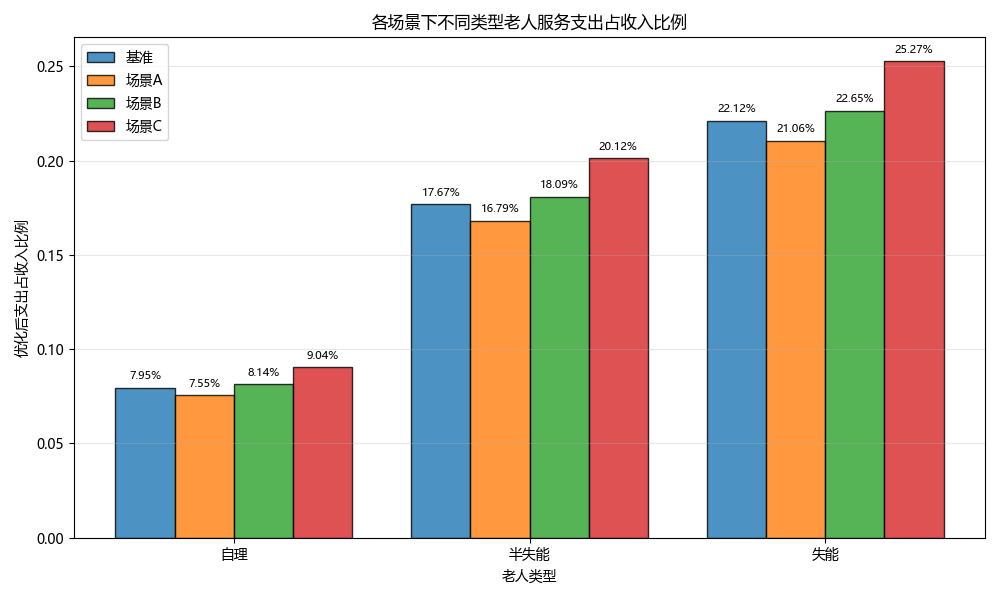 各场景下不同类型老人服务支出占收入比例
基准
场景A
场景B
场景C
优化后支出占收入比例
0.25
0.20
0.15
0.10
0.05
0.00
7.95%
7.55%
8.14%
9.04%
17.67%
16.79%
18.09%
20.12%
22.12%
21.06%
22.65%
25.27%
自理
半失能
失能
老人类型